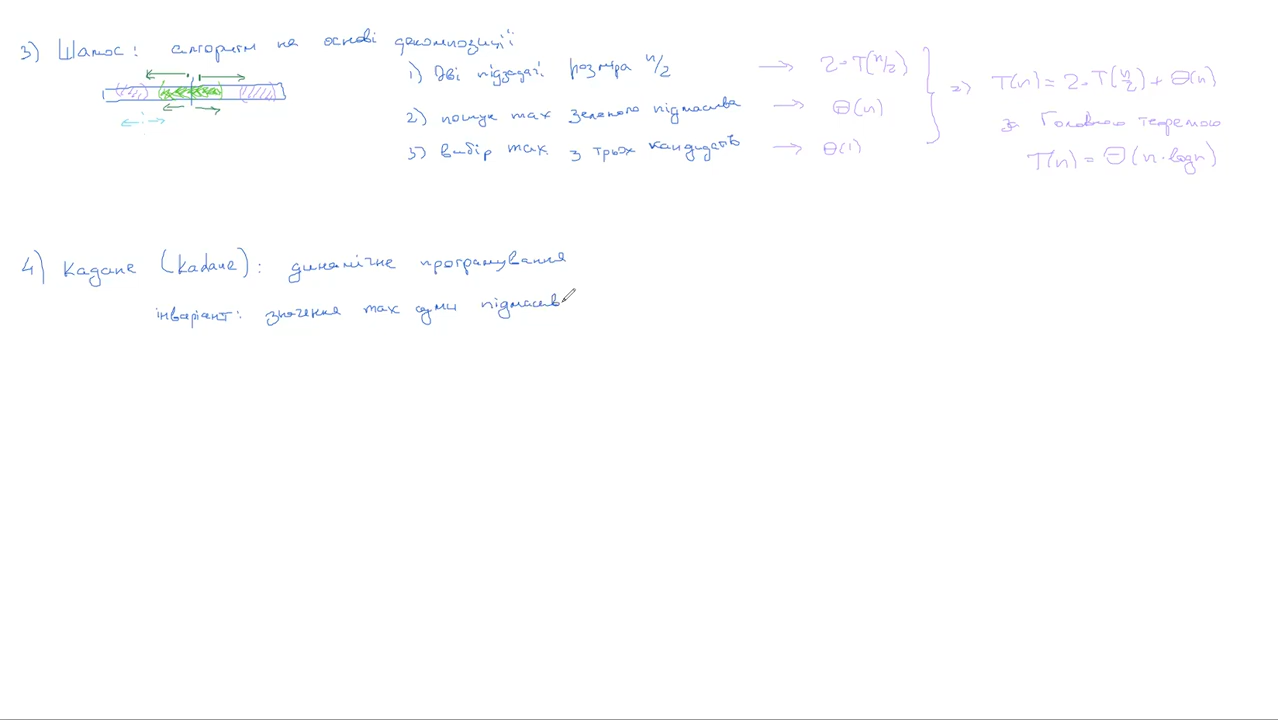 3) Шамос: алгоритм на основі декомпозиції
1) Дві підзадачі розміра n/2 → 2·T(n/2)
2) пошук max зеленого підмасива → Θ(n)
3) вибір max з трьох кандидатів → Θ(1)
=> T(n) = 2·T(n/2) + Θ(n)
за Головною теоремою
T(n) = Θ(n·logn)
4) Кадане (Kadane): динамічне програмування
інваріант: значення max суми підмасив